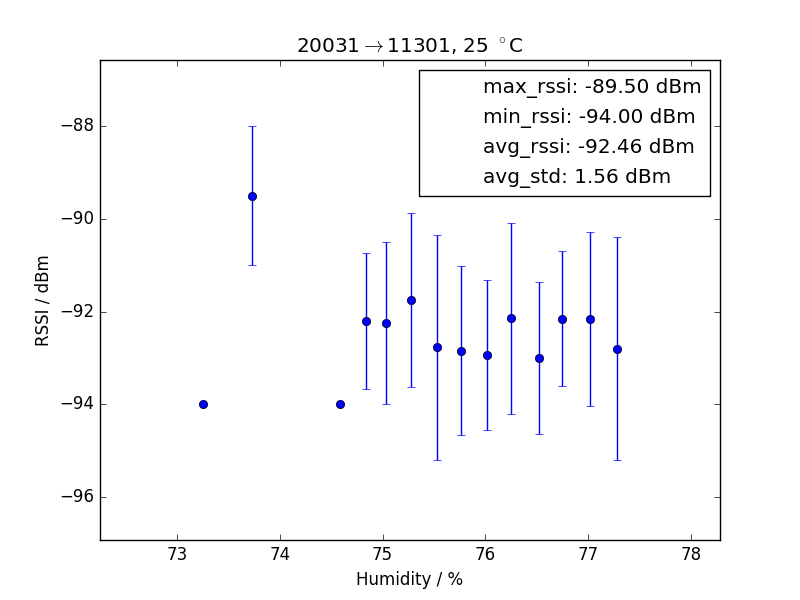 20031→11301, 25 °C
max_rssi: -89.50 dBm
min_rssi: -94.00 dBm
avg_rssi: -92.46 dBm
avg_std: 1.56 dBm
−88
−90
−92
−94
−96
RSSI / dBm
73 74 75 76 77 78
Humidity / %